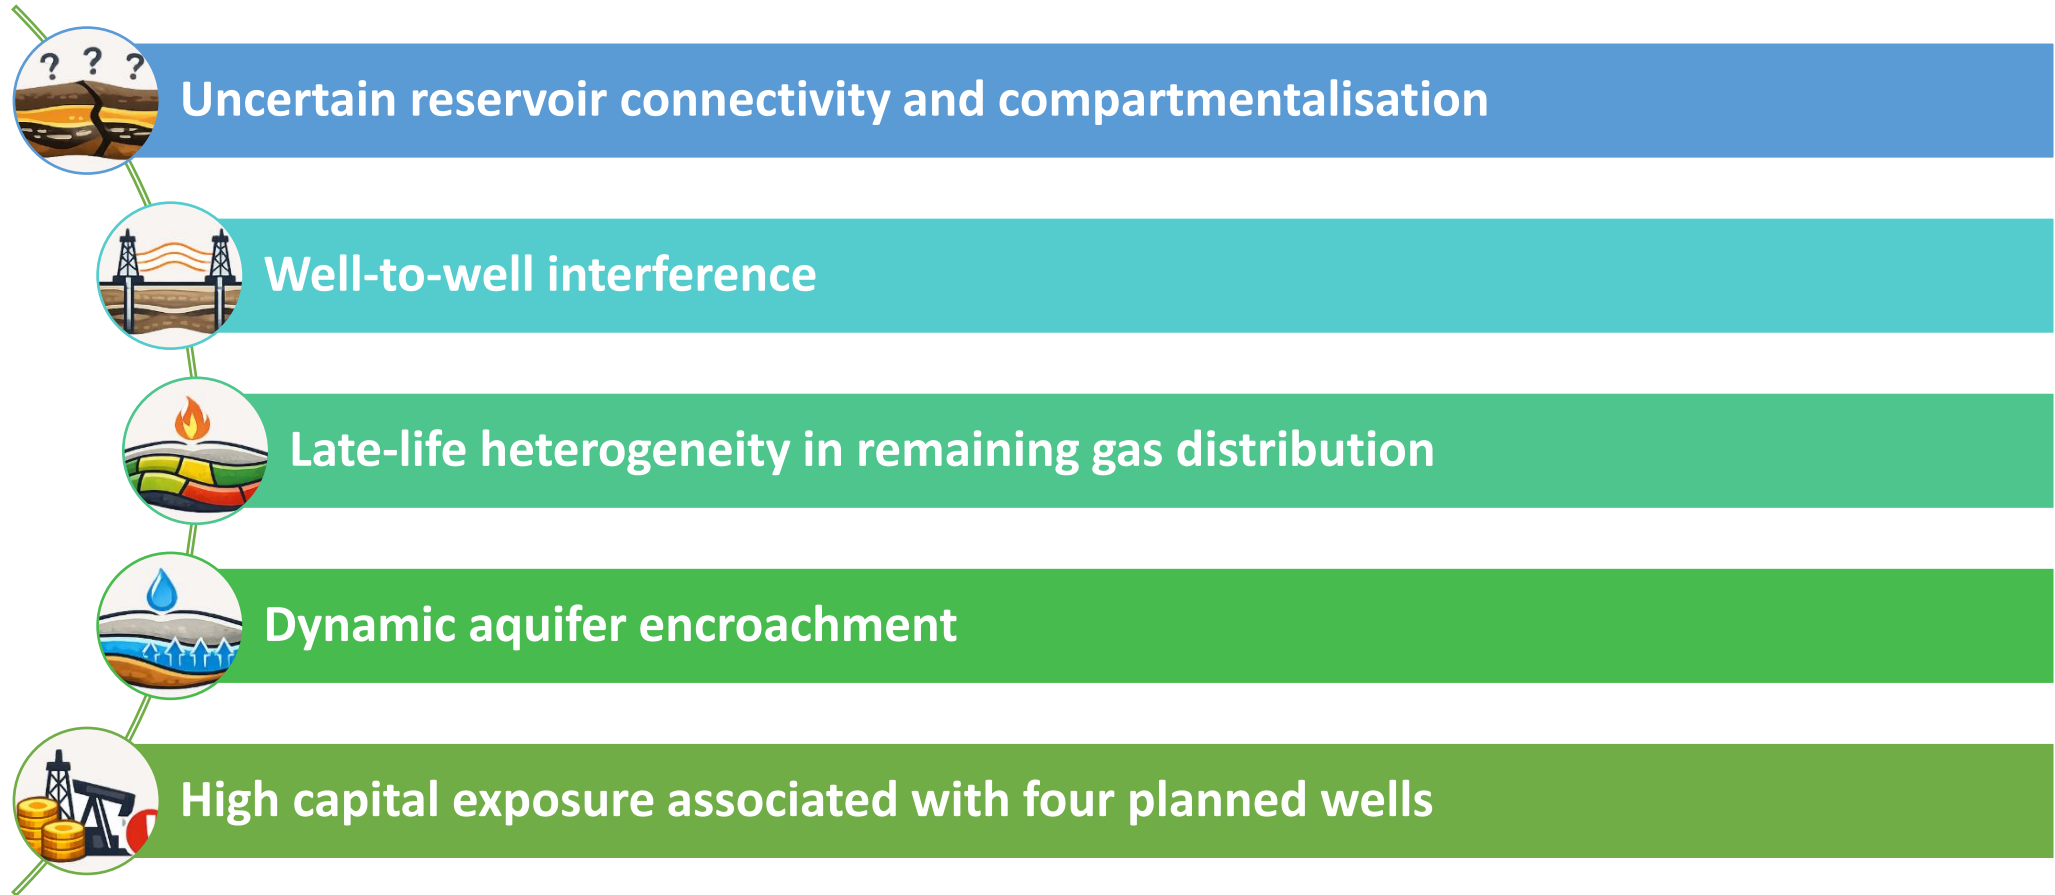 ? ? ?
Uncertain reservoir connectivity and compartmentalisation
Well-to-well interference
Late-life heterogeneity in remaining gas distribution
Dynamic aquifer encroachment
High capital exposure associated with four planned wells